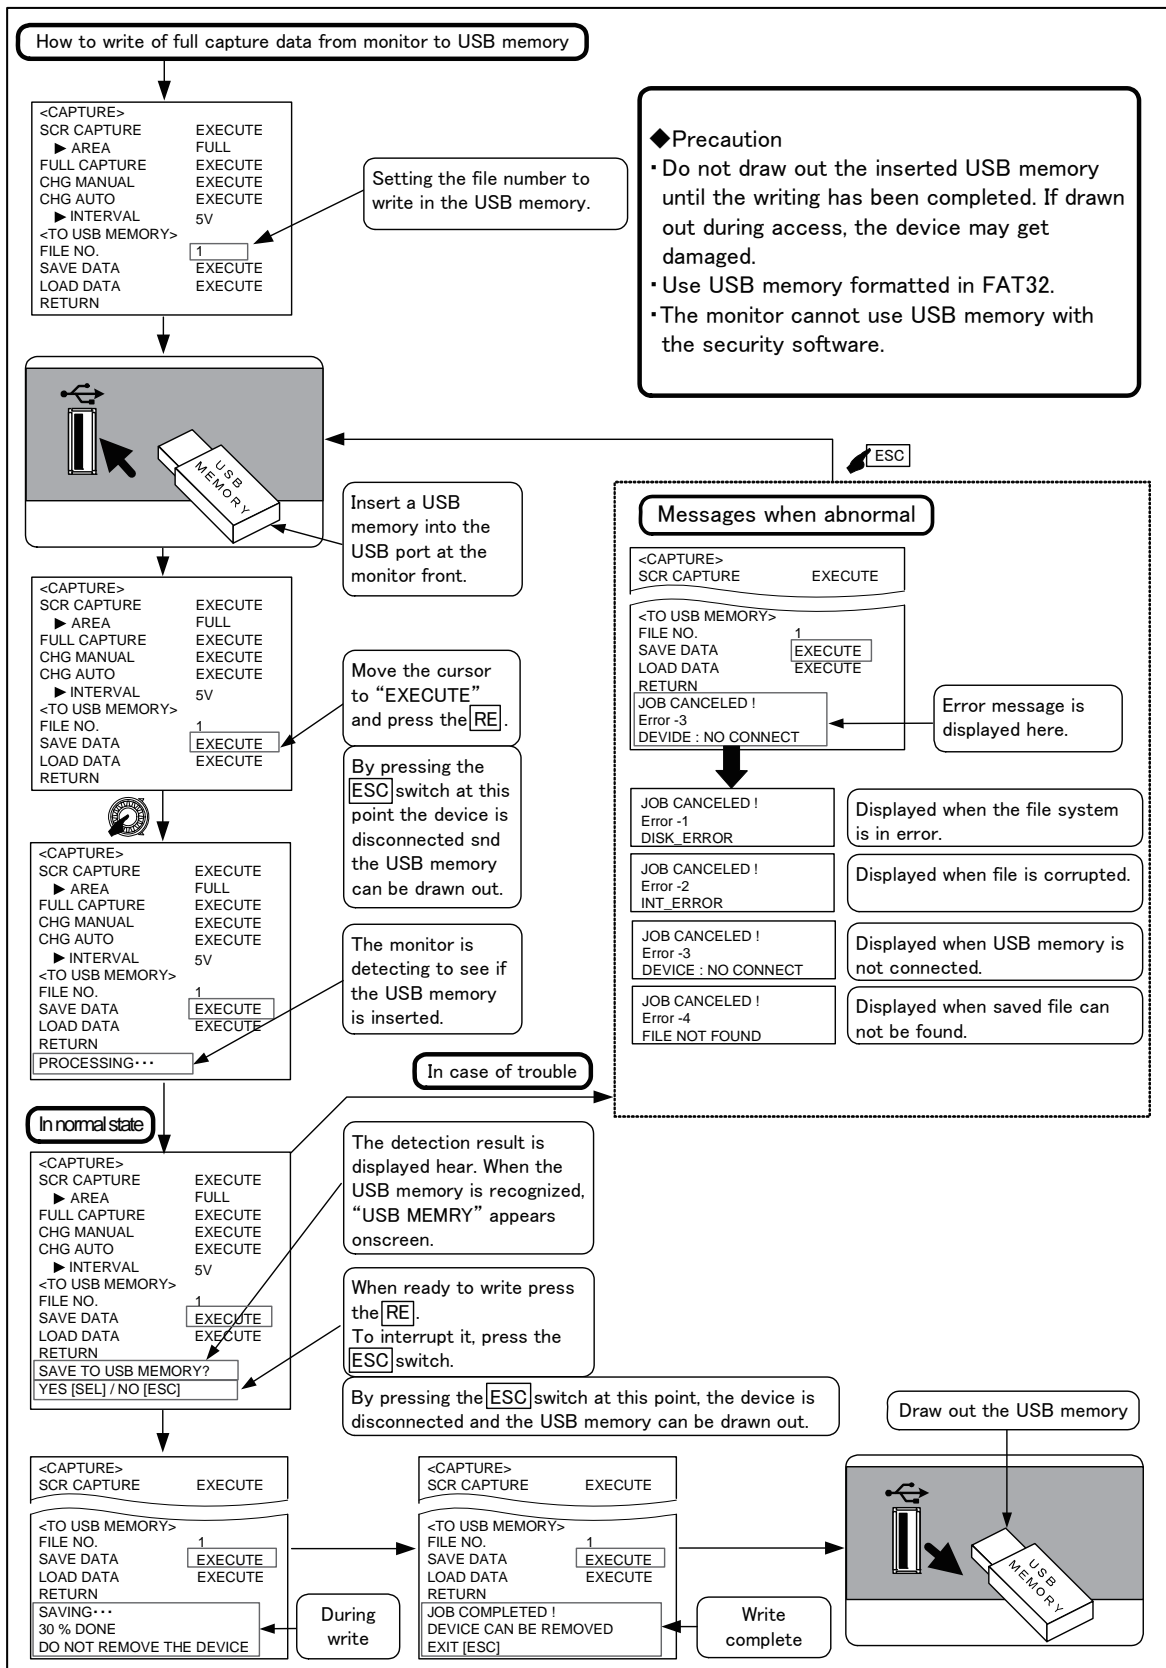 How to write of full capture data from monitor to USB memory
<CAPTURE>
SCR CAPTURE EXECUTE
▶ AREA FULL
FULL CAPTURE EXECUTE
CHG MANUAL EXECUTE
CHG AUTO EXECUTE
▶ INTERVAL 5V
<TO USB MEMORY>
FILE NO. 1
SAVE DATA EXECUTE
LOAD DATA EXECUTE
RETURN
Setting the file number to
write in the USB memory.
◆Precaution
・Do not draw out the inserted USB memory
until the writing has been completed. If drawn
out during access, the device may get
damaged.
・Use USB memory formatted in FAT32.
・The monitor cannot use USB memory with
the security software.
USB
MEMORY
Insert a USB
memory into the
USB port at the
monitor front.
<CAPTURE>
SCR CAPTURE EXECUTE
▶ AREA FULL
FULL CAPTURE EXECUTE
CHG MANUAL EXECUTE
CHG AUTO EXECUTE
▶ INTERVAL 5V
<TO USB MEMORY>
FILE NO. 1
SAVE DATA EXECUTE
LOAD DATA EXECUTE
RETURN
Move the cursor
to “EXECUTE”
and press the RE .
By pressing the
ESC switch at this
point the device is
disconnected snd
the USB memory
can be drawn out.
<CAPTURE>
SCR CAPTURE EXECUTE
▶ AREA FULL
FULL CAPTURE EXECUTE
CHG MANUAL EXECUTE
CHG AUTO EXECUTE
▶ INTERVAL 5V
<TO USB MEMORY>
FILE NO. 1
SAVE DATA EXECUTE
LOAD DATA EXECUTE
RETURN
PROCESSING･･･
The monitor is
detecting to see if
the USB memory
is inserted.
ESC
Messages when abnormal
<CAPTURE>
SCR CAPTURE EXECUTE
<TO USB MEMORY>
FILE NO. 1
SAVE DATA EXECUTE
LOAD DATA EXECUTE
RETURN
JOB CANCELED !
Error -3
DEVIDE : NO CONNECT
Error message is
displayed here.
JOB CANCELED !
Error -1
DISK_ERROR
Displayed when the file system
is in error.
JOB CANCELED !
Error -2
INT_ERROR
Displayed when file is corrupted.
JOB CANCELED !
Error -3
DEVICE : NO CONNECT
Displayed when USB memory is
not connected.
JOB CANCELED !
Error -4
FILE NOT FOUND
Displayed when saved file can
not be found.
In case of trouble
In normal state
<CAPTURE>
SCR CAPTURE EXECUTE
▶ AREA FULL
FULL CAPTURE EXECUTE
CHG MANUAL EXECUTE
CHG AUTO EXECUTE
▶ INTERVAL 5V
<TO USB MEMORY>
FILE NO. 1
SAVE DATA EXECUTE
LOAD DATA EXECUTE
RETURN
SAVE TO USB MEMORY?
YES [SEL] / NO [ESC]
The detection result is
displayed hear. When the
USB memory is recognized,
“USB MEMRY” appears
onscreen.
When ready to write press
the RE .
To interrupt it, press the
ESC switch.
By pressing the ESC switch at this point, the device is
disconnected and the USB memory can be drawn out.
<CAPTURE>
SCR CAPTURE EXECUTE
<TO USB MEMORY>
FILE NO. 1
SAVE DATA EXECUTE
LOAD DATA EXECUTE
RETURN
SAVING･･･
30 % DONE
DO NOT REMOVE THE DEVICE
During
write
<CAPTURE>
SCR CAPTURE EXECUTE
<TO USB MEMORY>
FILE NO. 1
SAVE DATA EXECUTE
LOAD DATA EXECUTE
RETURN
JOB COMPLETED !
DEVICE CAN BE REMOVED
EXIT [ESC]
Write
complete
Draw out the USB memory
USB
MEMORY